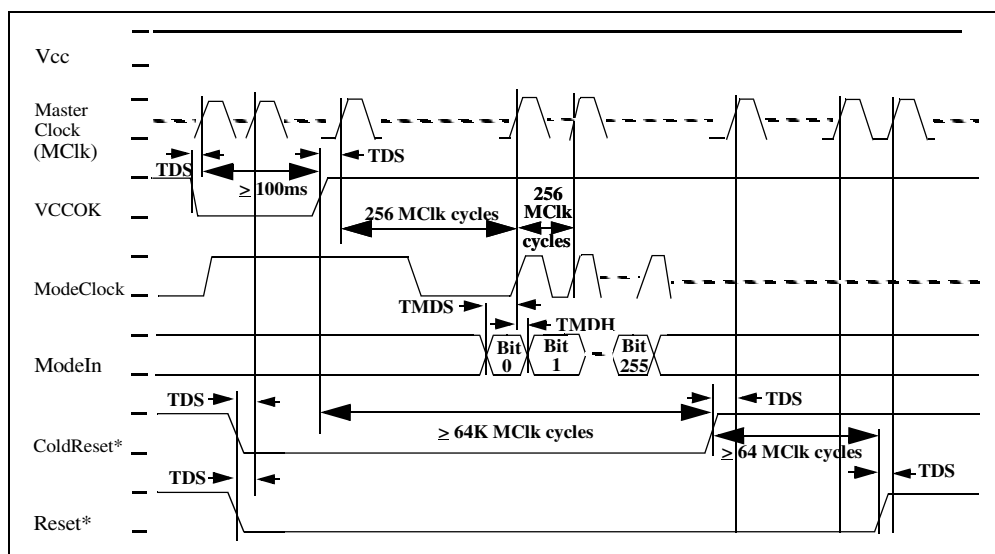 Vcc
Master
Clock
(MClk)
TDS
TDS
≥ 100ms
VCCOK
256 MClk cycles
256
MClk
cycles
ModeClock
TMDS
TMDH
ModeIn
Bit
0
Bit
1
Bit
255
TDS
TDS
ColdReset*
≥ 64K MClk cycles
≥ 64 MClk cycles
TDS
TDS
Reset*